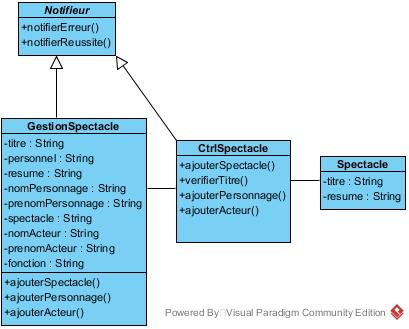 Notifieur
+notifierErreur()
+notifierReussite()
GestionSpectacle
-titre : String
-personnel : String
-resume : String
-nomPersonnage : String
-prenomPersonnage : String
-spectacle : String
-nomActeur : String
-prenomActeur : String
-fonction : String
+ajouterSpectacle()
+ajouterPersonnage()
+ajouterActeur()
CtrlSpectacle
+ajouterSpectacle()
+verifierTitre()
+ajouterPersonnage()
+ajouterActeur()
Spectacle
-titre : String
-resume : String
Powered By Visual Paradigm Community Edition